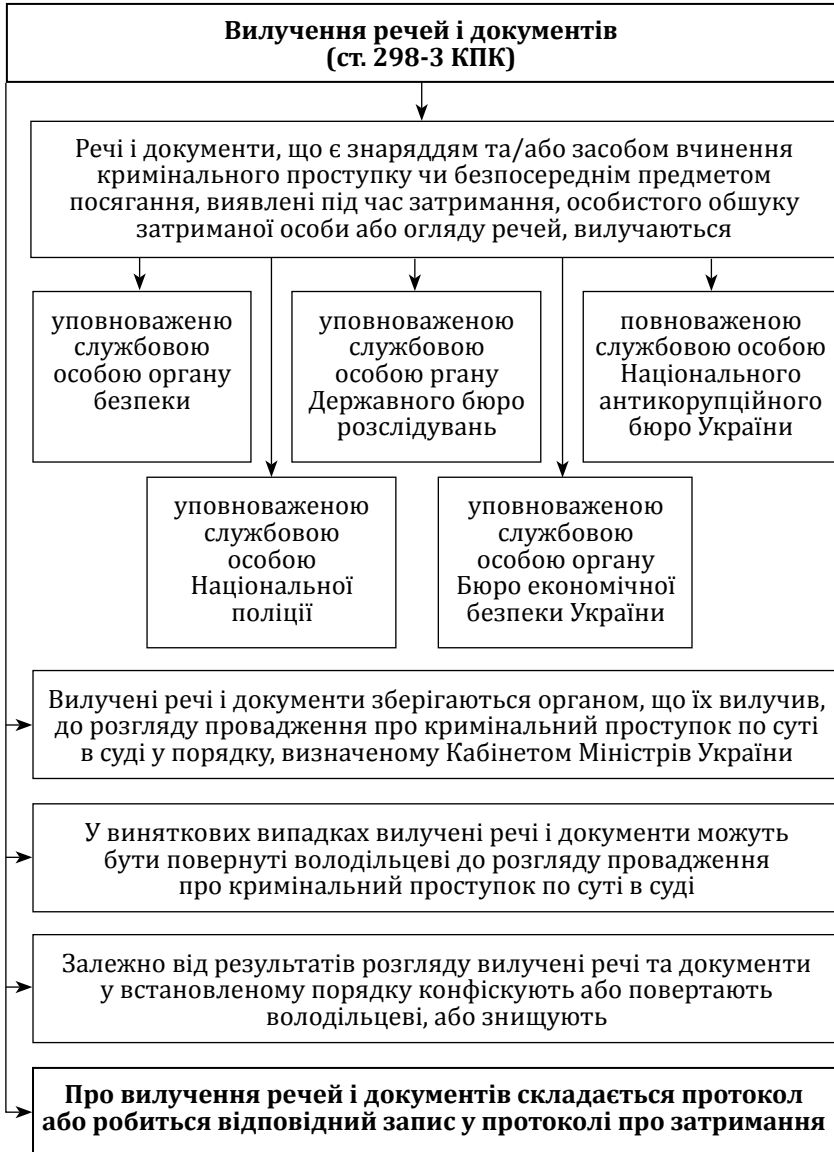 Вилучення речей і документів
(ст. 298-3 КПК)
Речі і документи, що є знаряддям та/або засобом вчинення
кримінального проступку чи безпосереднім предметом
посягання, виявлені під час затримання, особистого обшуку
затриманої особи або огляду речей, вилучаються
уповноваженю
службовою
особою органу
безпеки
уповноваженою
службовою
особою ргану
Державного бюро
розслідувань
повноваженою
службовою особою
Національного
антикорупційного
бюро України
уповноваженою
службовою
особою
Національної
поліції
уповноваженою
службовою
особою органу
Бюро економічної
безпеки України
Вилучені речі і документи зберігаються органом, що їх вилучив,
до розгляду провадження про кримінальний проступок по суті
в суді у порядку, визначеному Кабінетом Міністрів України
У виняткових випадках вилучені речі і документи можуть
бути повернуті володільцеві до розгляду провадження
про кримінальний проступок по суті в суді
Залежно від результатів розгляду вилучені речі та документи
у встановленому порядку конфіскують або повертають
володільцеві, або знищують
Про вилучення речей і документів складається протокол
або робиться відповідний запис у протоколі про затримання